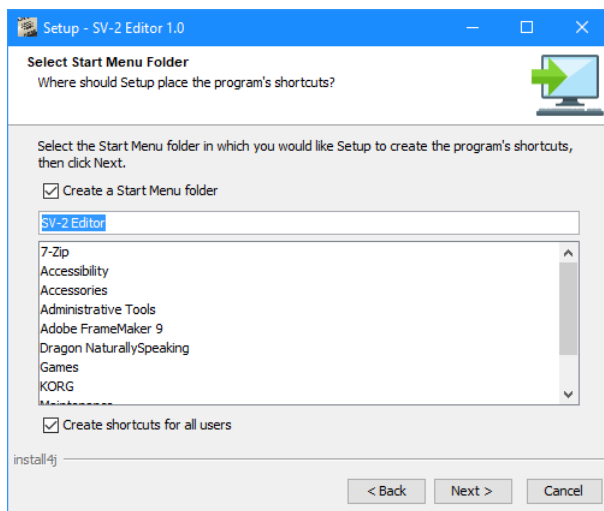 Setup - SV-2 Editor 1.0
Select Start Menu Folder
Where should Setup place the program's shortcuts?
Select the Start Menu folder in which you would like Setup to create the program's shortcuts,
then click Next.
Create a Start Menu folder
SV-2 Editor
7-Zip
Accessibility
Accessories
Administrative Tools
Adobe FrameMaker 9
Dragon NaturallySpeaking
Games
KORG
Maintenance
Create shortcuts for all users
install4j
< Back
Next >
Cancel